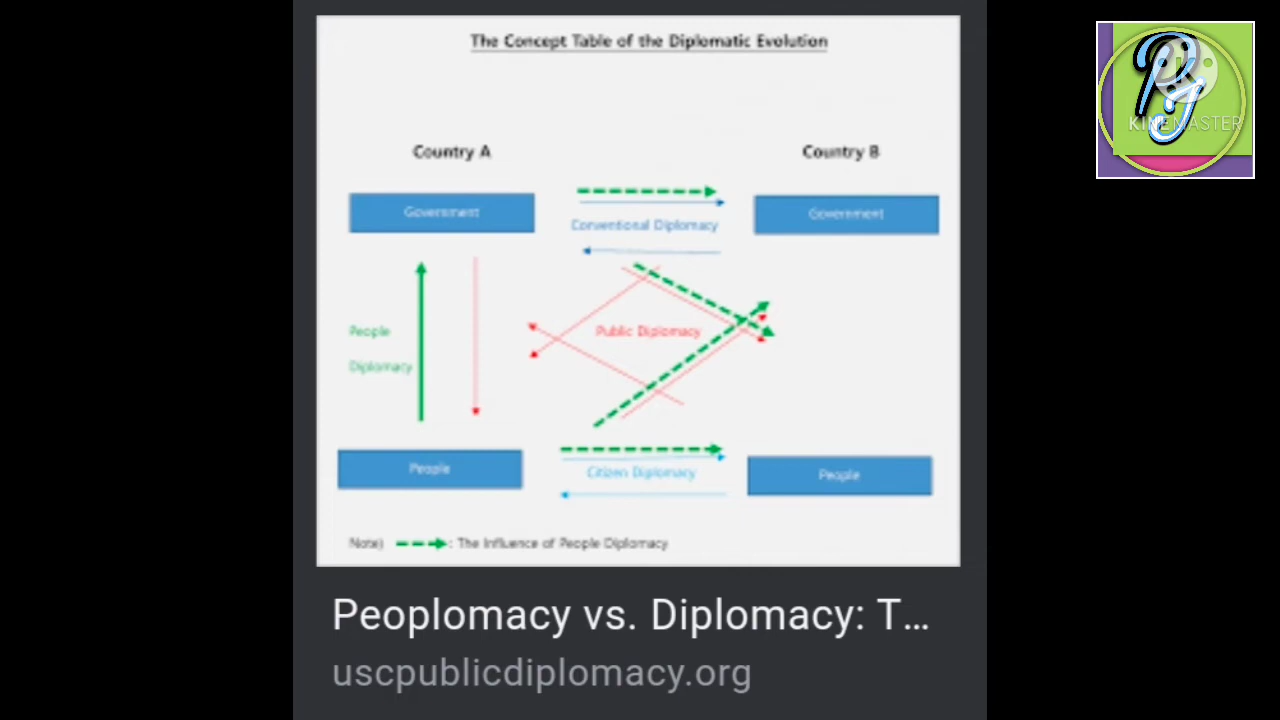 The Concept Table of the Diplomatic Evolution
Country A
Country B
Government
Government
Conventional Diplomacy
People
Diplomacy
Public Diplomacy
People
Citizen Diplomacy
People
Note) : The Influence of People Diplomacy
Peoplomacy vs. Diplomacy: T...
uscpublicdiplomacy.org
PJ
KINEMASTER